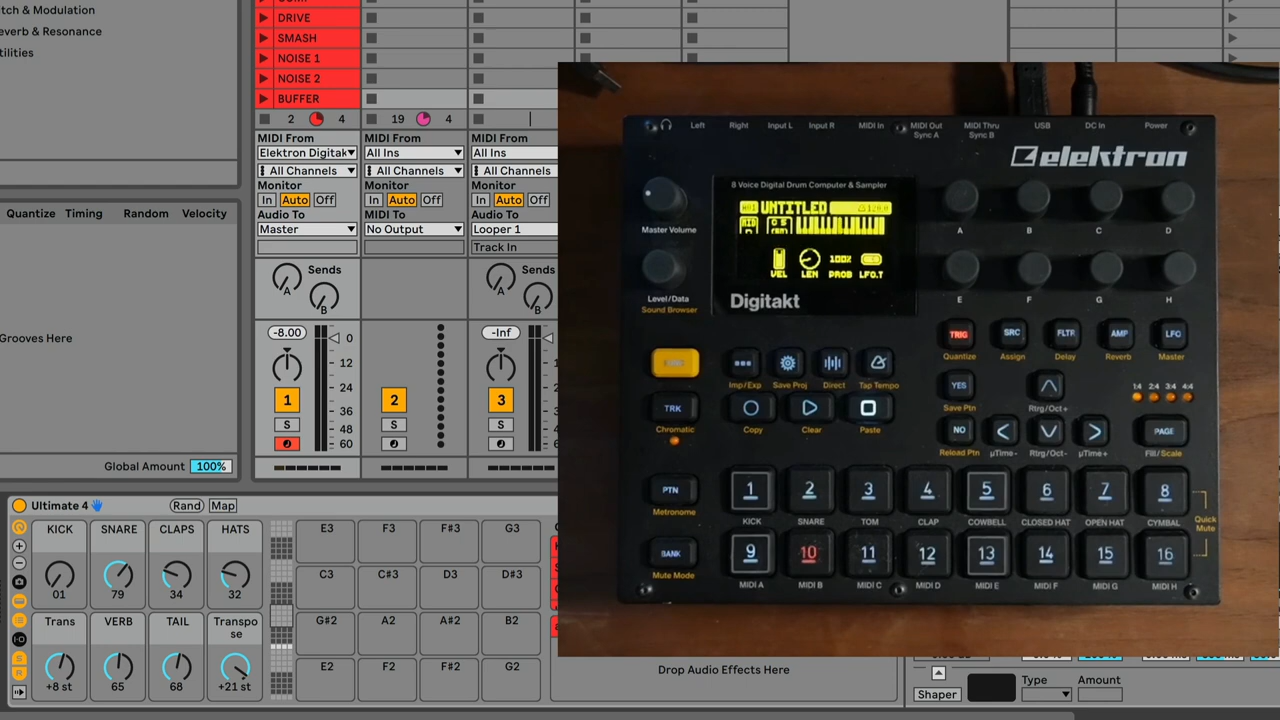 tch & Modulation
everb & Resonance
tilities
DRIVE
SMASH
NOISE 1
NOISE 2
BUFFER
2 4 19 4
MIDI From MIDI From MIDI From
Elektron Digitak All Ins All Ins
All Channels All Channels All Channels
Monitor Monitor Monitor
In Auto Off In Auto Off In Auto Off
Audio To MIDI To Audio To
Master No Output Looper 1
Track In
Sends Sends
A A
B B
-8.00 -Inf
0 0
12 12
24 24
36 36
48 48
60 60
1 2 3
S S S
Quantize Timing Random Velocity
Grooves Here
Global Amount 100%
Ultimate 4 Rand Map
KICK SNARE CLAPS HATS
01 79 34 32
Trans VERB TAIL Transpo
se
+8 st 65 68 +21 st
E3 F3 F#3 G3
C3 C#3 D3 D#3
G#2 A2 A#2 B2
E2 F2 F#2 G2
Drop Audio Effects Here
Shaper Type Amount
Left Right Input L Input R MIDI In MIDI Out MIDI Thru USB DC In Power
Sync A Sync B
elektron
8 Voice Digital Drum Computer & Sampler
UNTITLED 120.0
VEL LEN 100% LFO.T
PROB
Digitakt
Master Volume
Level/Data
Sound Browser
A B C D
E F G H
TRIG SRC FLTR AMP LFO
Quantize Assign Delay Reverb Master
Imp/Exp Save Proj Direct Tap Tempo
YES
Save Ptn Rtrg/Oct+
1:4 2:4 3:4 4:4
TRK
Chromatic Copy Clear Paste
NO PAGE
Reload Ptn µTime- Rtrg/Oct- µTime+ Fill/Scale
PTN 1 2 3 4 5 6 7 8
Metronome KICK SNARE TOM CLAP COWBELL CLOSED HAT OPEN HAT CYMBAL
Quick
Mute
BANK 9 10 11 12 13 14 15 16
Mute Mode MIDI A MIDI B MIDI C MIDI D MIDI E MIDI F MIDI G MIDI H